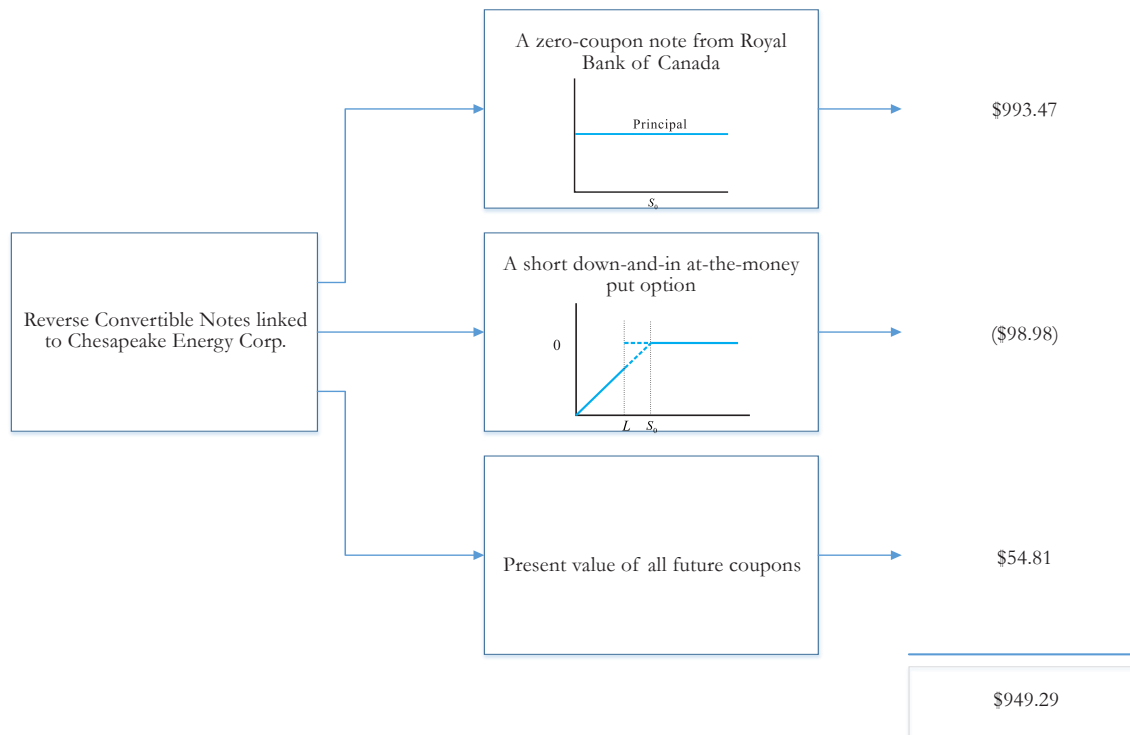 A zero-coupon note from Royal
Bank of Canada
Principal
S₀
$993.47
Reverse Convertible Notes linked
to Chesapeake Energy Corp.
A short down-and-in at-the-money
put option
0
L S₀
($98.98)
Present value of all future coupons
$54.81
$949.29